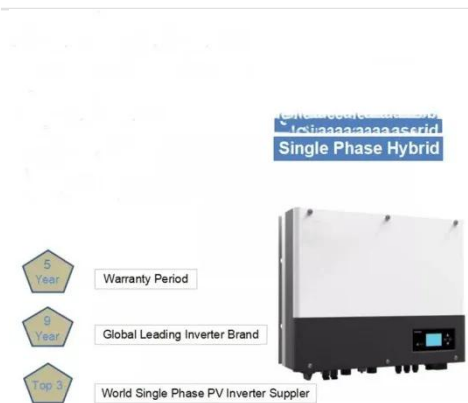 Single Phase Hybrid
5
Year
Warranty Period
9
Year
Global Leading Inverter Brand
Top 3
World Single Phase PV Inverter Suppler